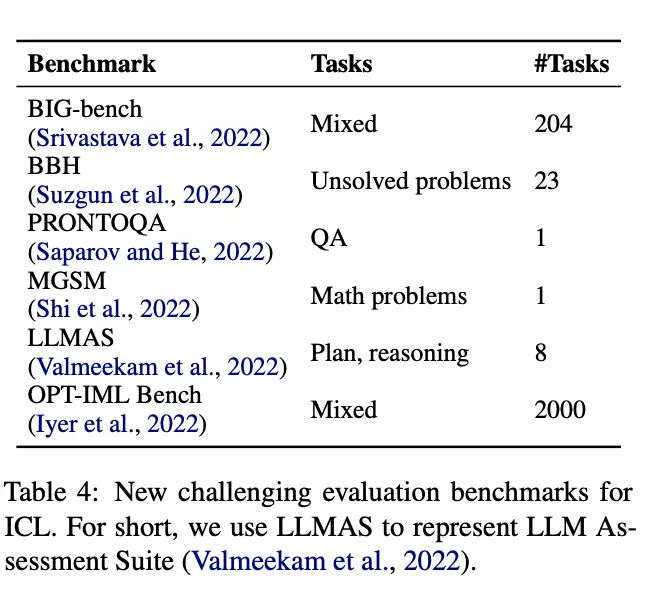 Benchmark Tasks #Tasks
BIG-bench
(Srivastava et al., 2022) Mixed 204
BBH
(Suzgun et al., 2022) Unsolved problems 23
PRONTOQA
(Saparov and He, 2022) QA 1
MGSM
(Shi et al., 2022) Math problems 1
LLMAS
(Valmeekam et al., 2022) Plan, reasoning 8
OPT-IML Bench
(Iyer et al., 2022) Mixed 2000
Table 4: New challenging evaluation benchmarks for
ICL. For short, we use LLMAS to represent LLM As-
sessment Suite (Valmeekam et al., 2022).